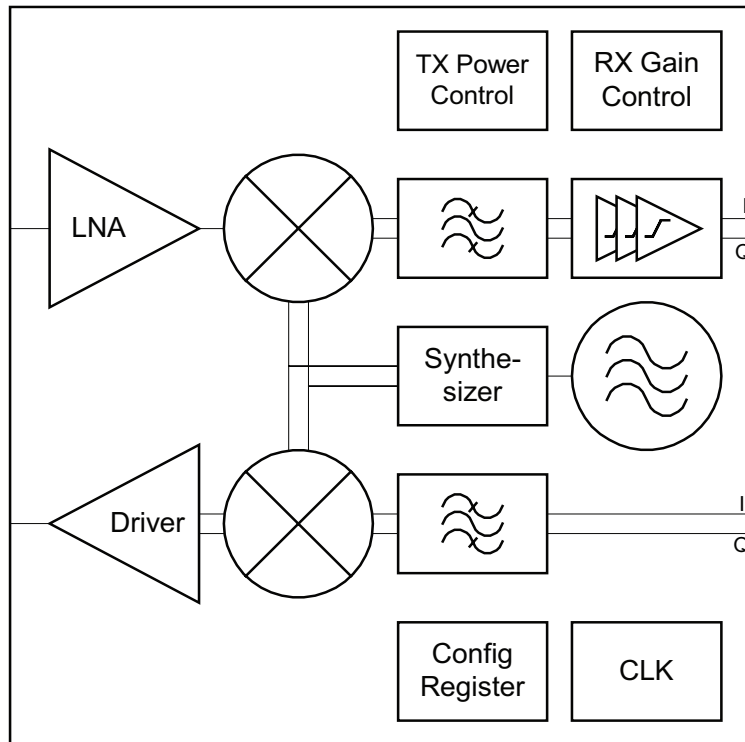 TX Power
Control
RX Gain
Control
LNA
I
Q
Synthe-
sizer
Driver
I
Q
Config
Register
CLK